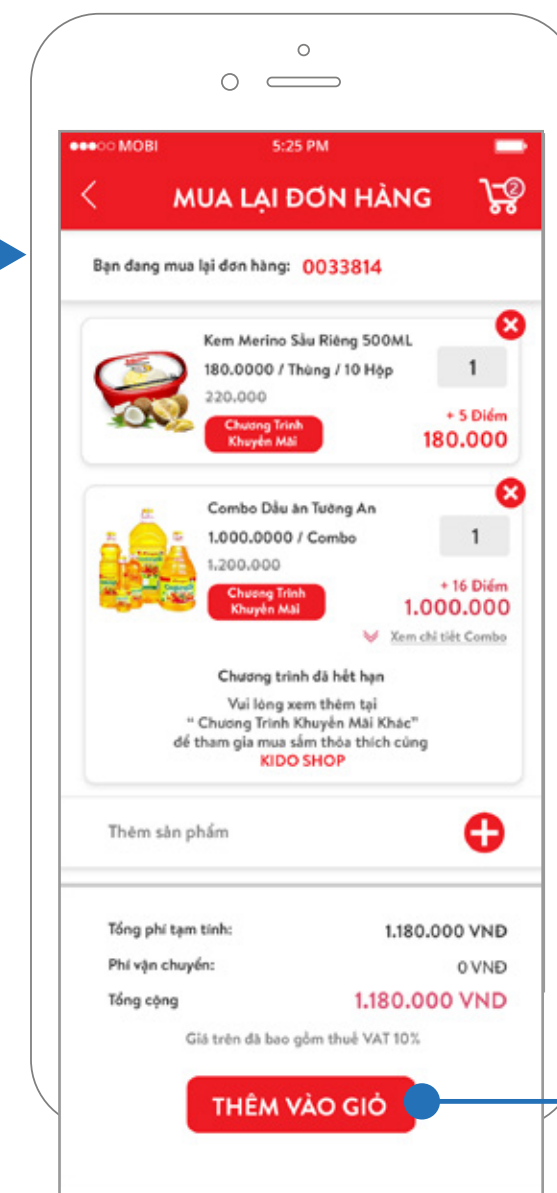 MOBI
5:25 PM
MUA LẠI ĐƠN HÀNG
2
Bạn đang mua lại đơn hàng: 0033814
Kem Merino Sầu Riêng 500ML
180.0000 / Thùng / 10 Hộp
1
220.000
Chương Trình
Khuyến Mãi
+ 5 Điểm
180.000
Combo Dầu ăn Tường An
1.000.0000 / Combo
1
1.200.000
Chương Trình
Khuyến Mãi
+ 16 Điểm
1.000.000
Xem chi tiết Combo
Chương trình đã hết hạn
Vui lòng xem thêm tại
“ Chương Trình Khuyến Mãi Khác”
để tham gia mua sắm thỏa thích cùng
KIDO SHOP
Thêm sản phẩm
Tổng phí tạm tính: 1.180.000 VNĐ
Phí vận chuyển: 0 VNĐ
Tổng cộng 1.180.000 VNĐ
Giá trên đã bao gồm thuế VAT 10%
THÊM VÀO GIỎ